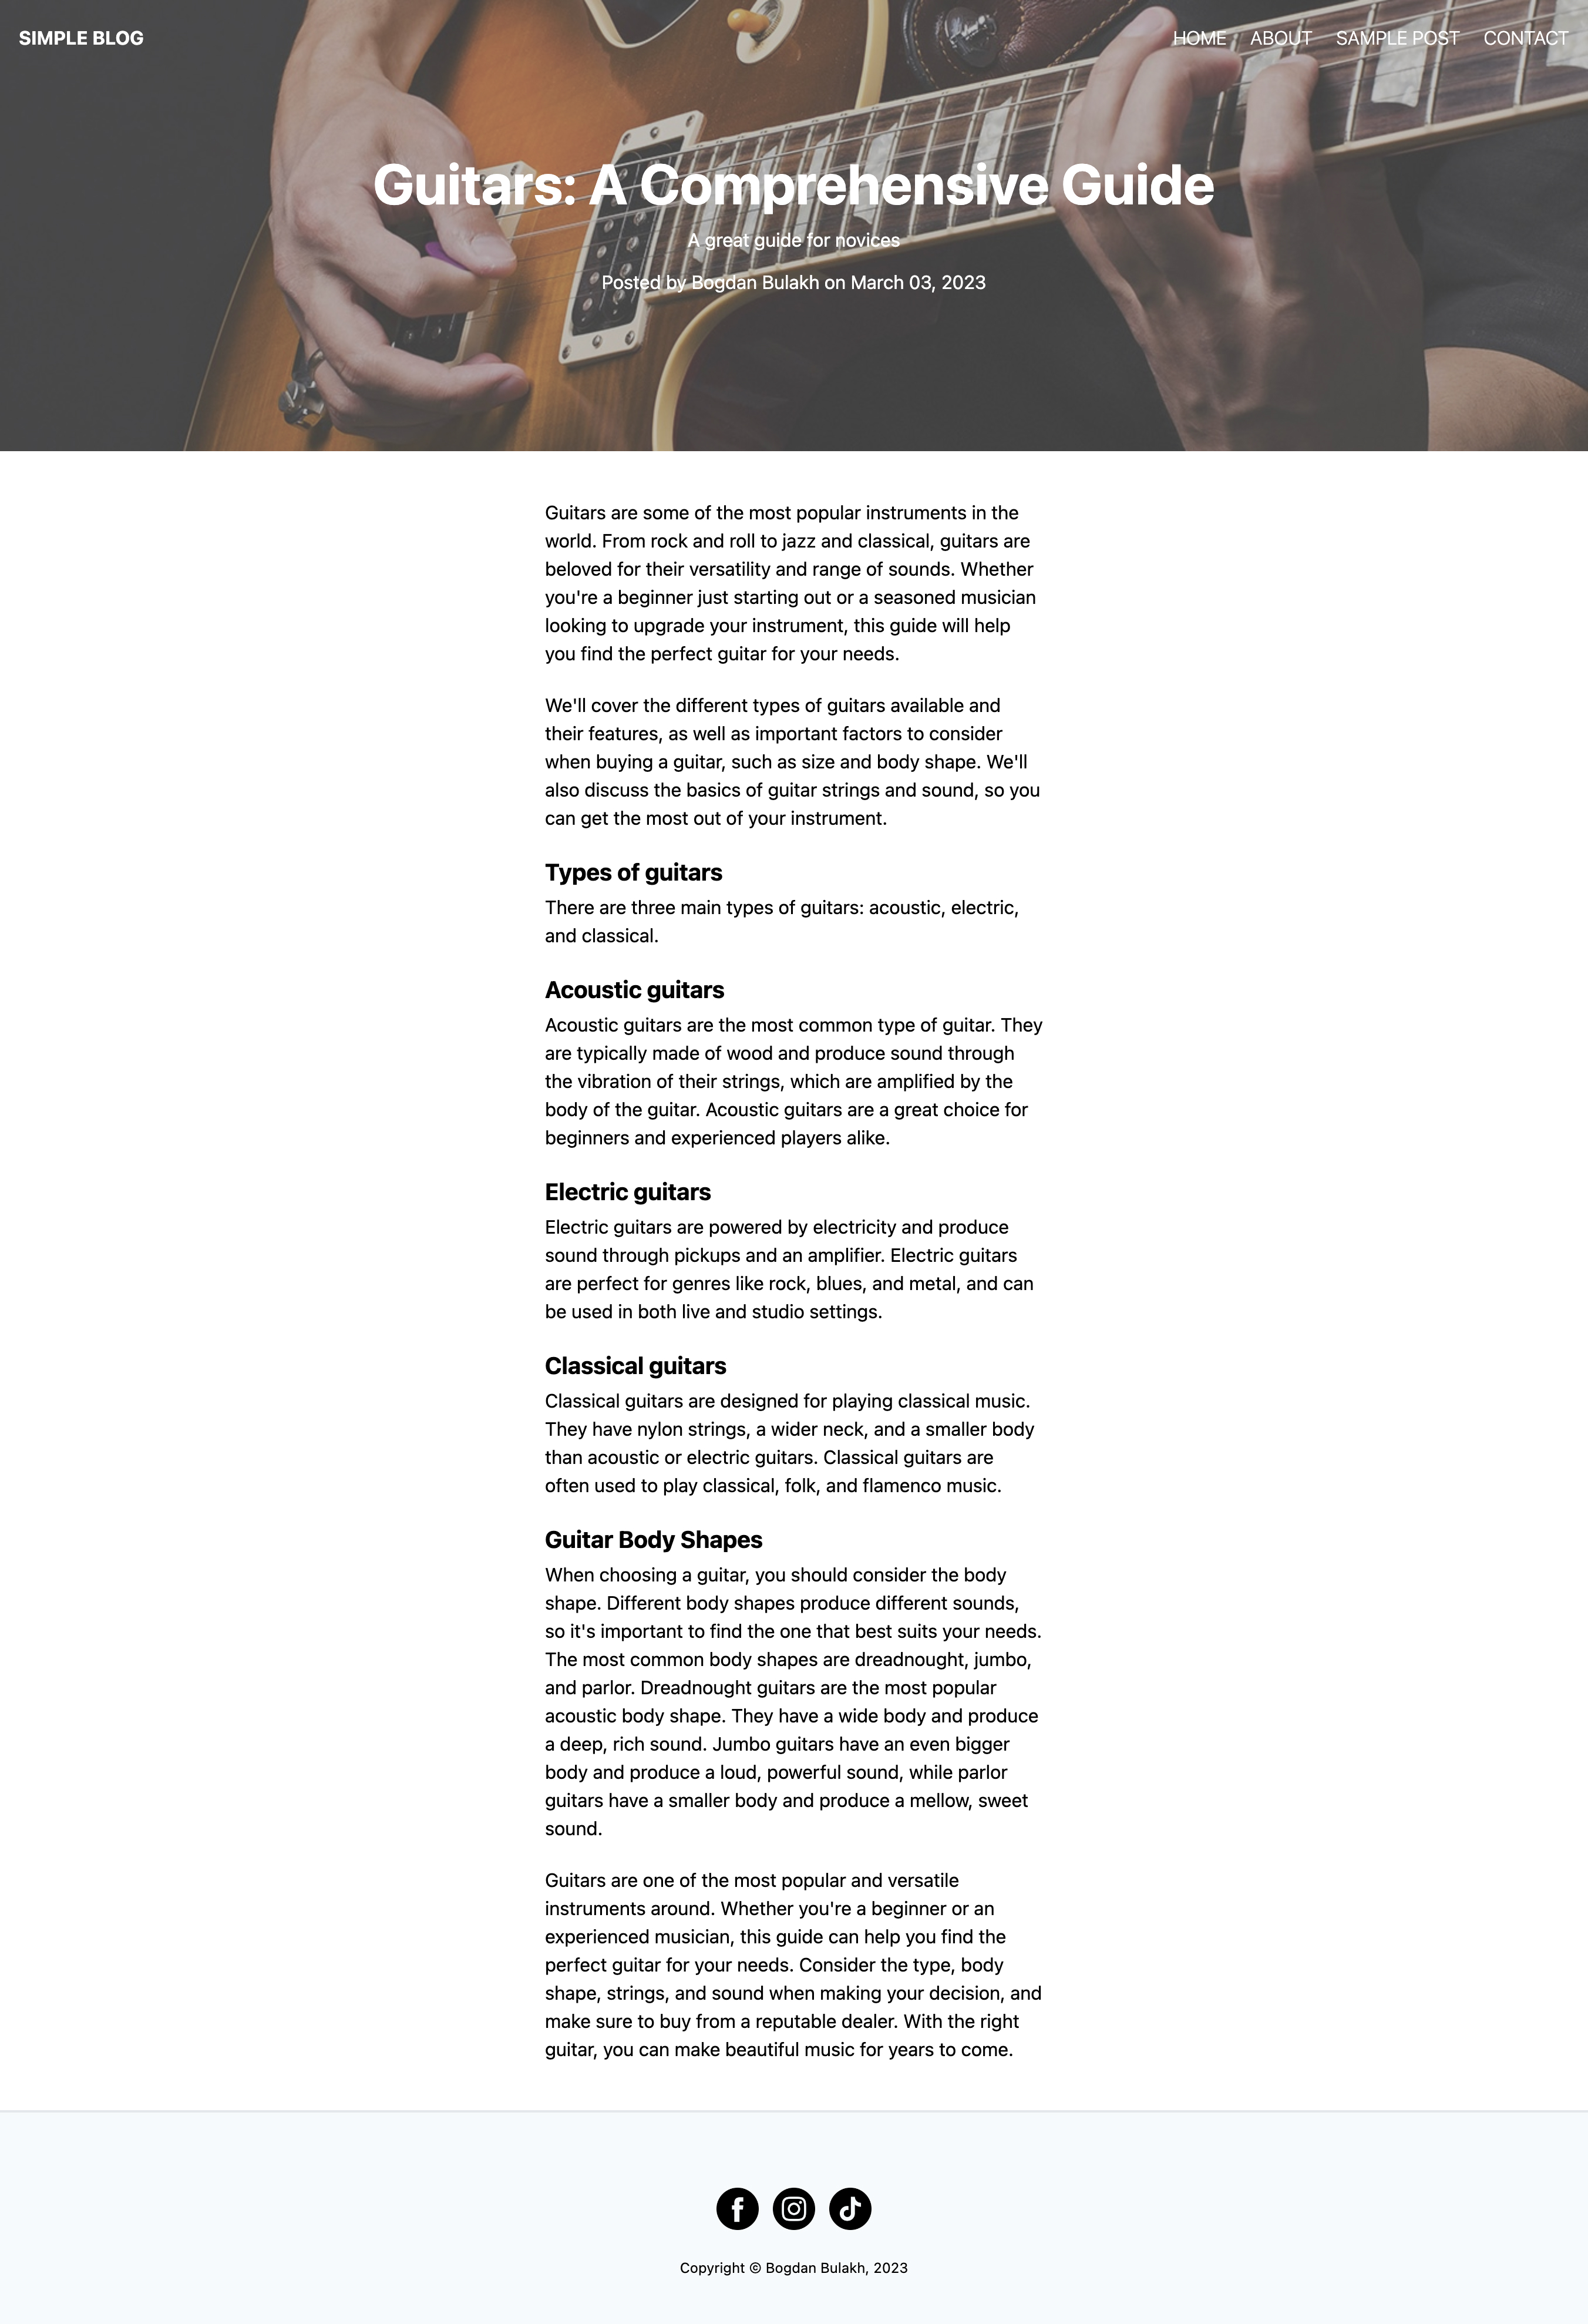 SIMPLE BLOG
HOME ABOUT SAMPLE POST CONTACT
Guitars: A Comprehensive Guide
A great guide for novices
Posted by Bogdan Bulakh on March 03, 2023
Guitars are some of the most popular instruments in the
world. From rock and roll to jazz and classical, guitars are
beloved for their versatility and range of sounds. Whether
you're a beginner just starting out or a seasoned musician
looking to upgrade your instrument, this guide will help
you find the perfect guitar for your needs.
We'll cover the different types of guitars available and
their features, as well as important factors to consider
when buying a guitar, such as size and body shape. We'll
also discuss the basics of guitar strings and sound, so you
can get the most out of your instrument.
Types of guitars
There are three main types of guitars: acoustic, electric,
and classical.
Acoustic guitars
Acoustic guitars are the most common type of guitar. They
are typically made of wood and produce sound through
the vibration of their strings, which are amplified by the
body of the guitar. Acoustic guitars are a great choice for
beginners and experienced players alike.
Electric guitars
Electric guitars are powered by electricity and produce
sound through pickups and an amplifier. Electric guitars
are perfect for genres like rock, blues, and metal, and can
be used in both live and studio settings.
Classical guitars
Classical guitars are designed for playing classical music.
They have nylon strings, a wider neck, and a smaller body
than acoustic or electric guitars. Classical guitars are
often used to play classical, folk, and flamenco music.
Guitar Body Shapes
When choosing a guitar, you should consider the body
shape. Different body shapes produce different sounds,
so it's important to find the one that best suits your needs.
The most common body shapes are dreadnought, jumbo,
and parlor. Dreadnought guitars are the most popular
acoustic body shape. They have a wide body and produce
a deep, rich sound. Jumbo guitars have an even bigger
body and produce a loud, powerful sound, while parlor
guitars have a smaller body and produce a mellow, sweet
sound.
Guitars are one of the most popular and versatile
instruments around. Whether you're a beginner or an
experienced musician, this guide can help you find the
perfect guitar for your needs. Consider the type, body
shape, strings, and sound when making your decision, and
make sure to buy from a reputable dealer. With the right
guitar, you can make beautiful music for years to come.
Copyright © Bogdan Bulakh, 2023